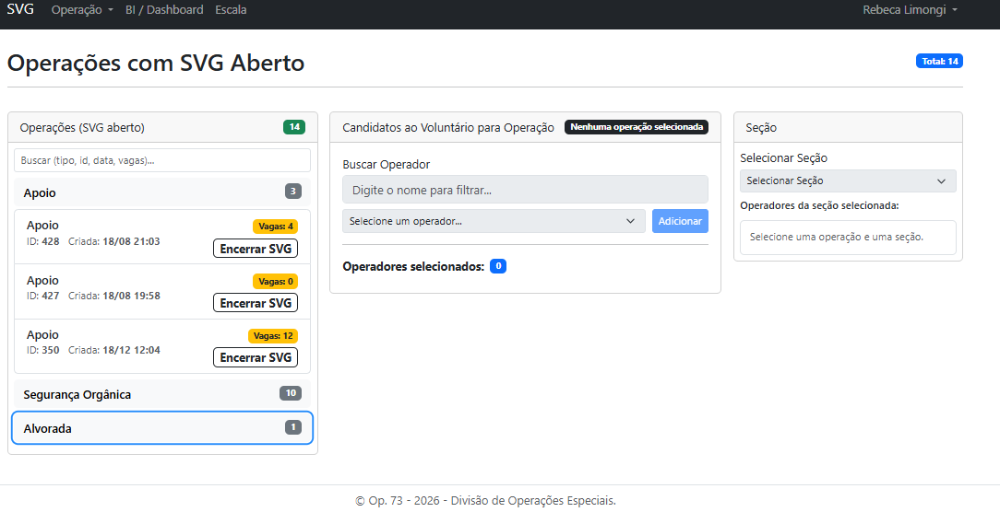 SVG Operação BI / Dashboard Escala Rebeca Limongi
Operações com SVG Aberto
Total: 14
Operações (SVG aberto) 14
Buscar (tipo, id, data, vagas)...
Apoio 3
Apoio Vagas: 4
ID: 428 Criada: 18/08 21:03
Encerrar SVG
Apoio Vagas: 0
ID: 427 Criada: 18/08 19:58
Encerrar SVG
Apoio Vagas: 12
ID: 350 Criada: 18/12 12:04
Encerrar SVG
Segurança Orgânica 10
Alvorada 1
Candidatos ao Voluntário para Operação Nenhuma operação selecionada
Buscar Operador
Digite o nome para filtrar...
Selecione um operador... Adicionar
Operadores selecionados: 0
Seção
Selecionar Seção
Selecionar Seção
Operadores da seção selecionada:
Selecione uma operação e uma seção.
© Op. 73 - 2026 - Divisão de Operações Especiais.